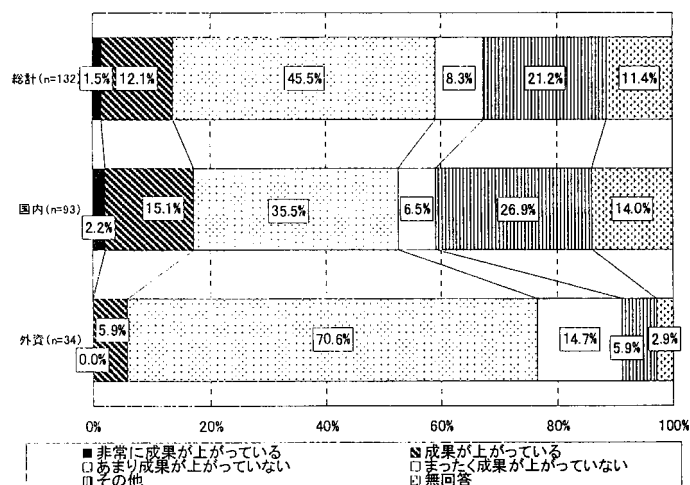 総計(n=132)
1.5%
12.1%
45.5%
8.3%
21.2%
11.4%
国内(n=93)
2.2%
15.1%
35.5%
6.5%
26.9%
14.0%
外資(n=34)
0.0%
5.9%
70.6%
14.7%
5.9%
2.9%
0% 20% 40% 60% 80% 100%
非常に成果が上がっている 成果が上がっている
あまり成果が上がっていない まったく成果が上がっていない
その他 無回答